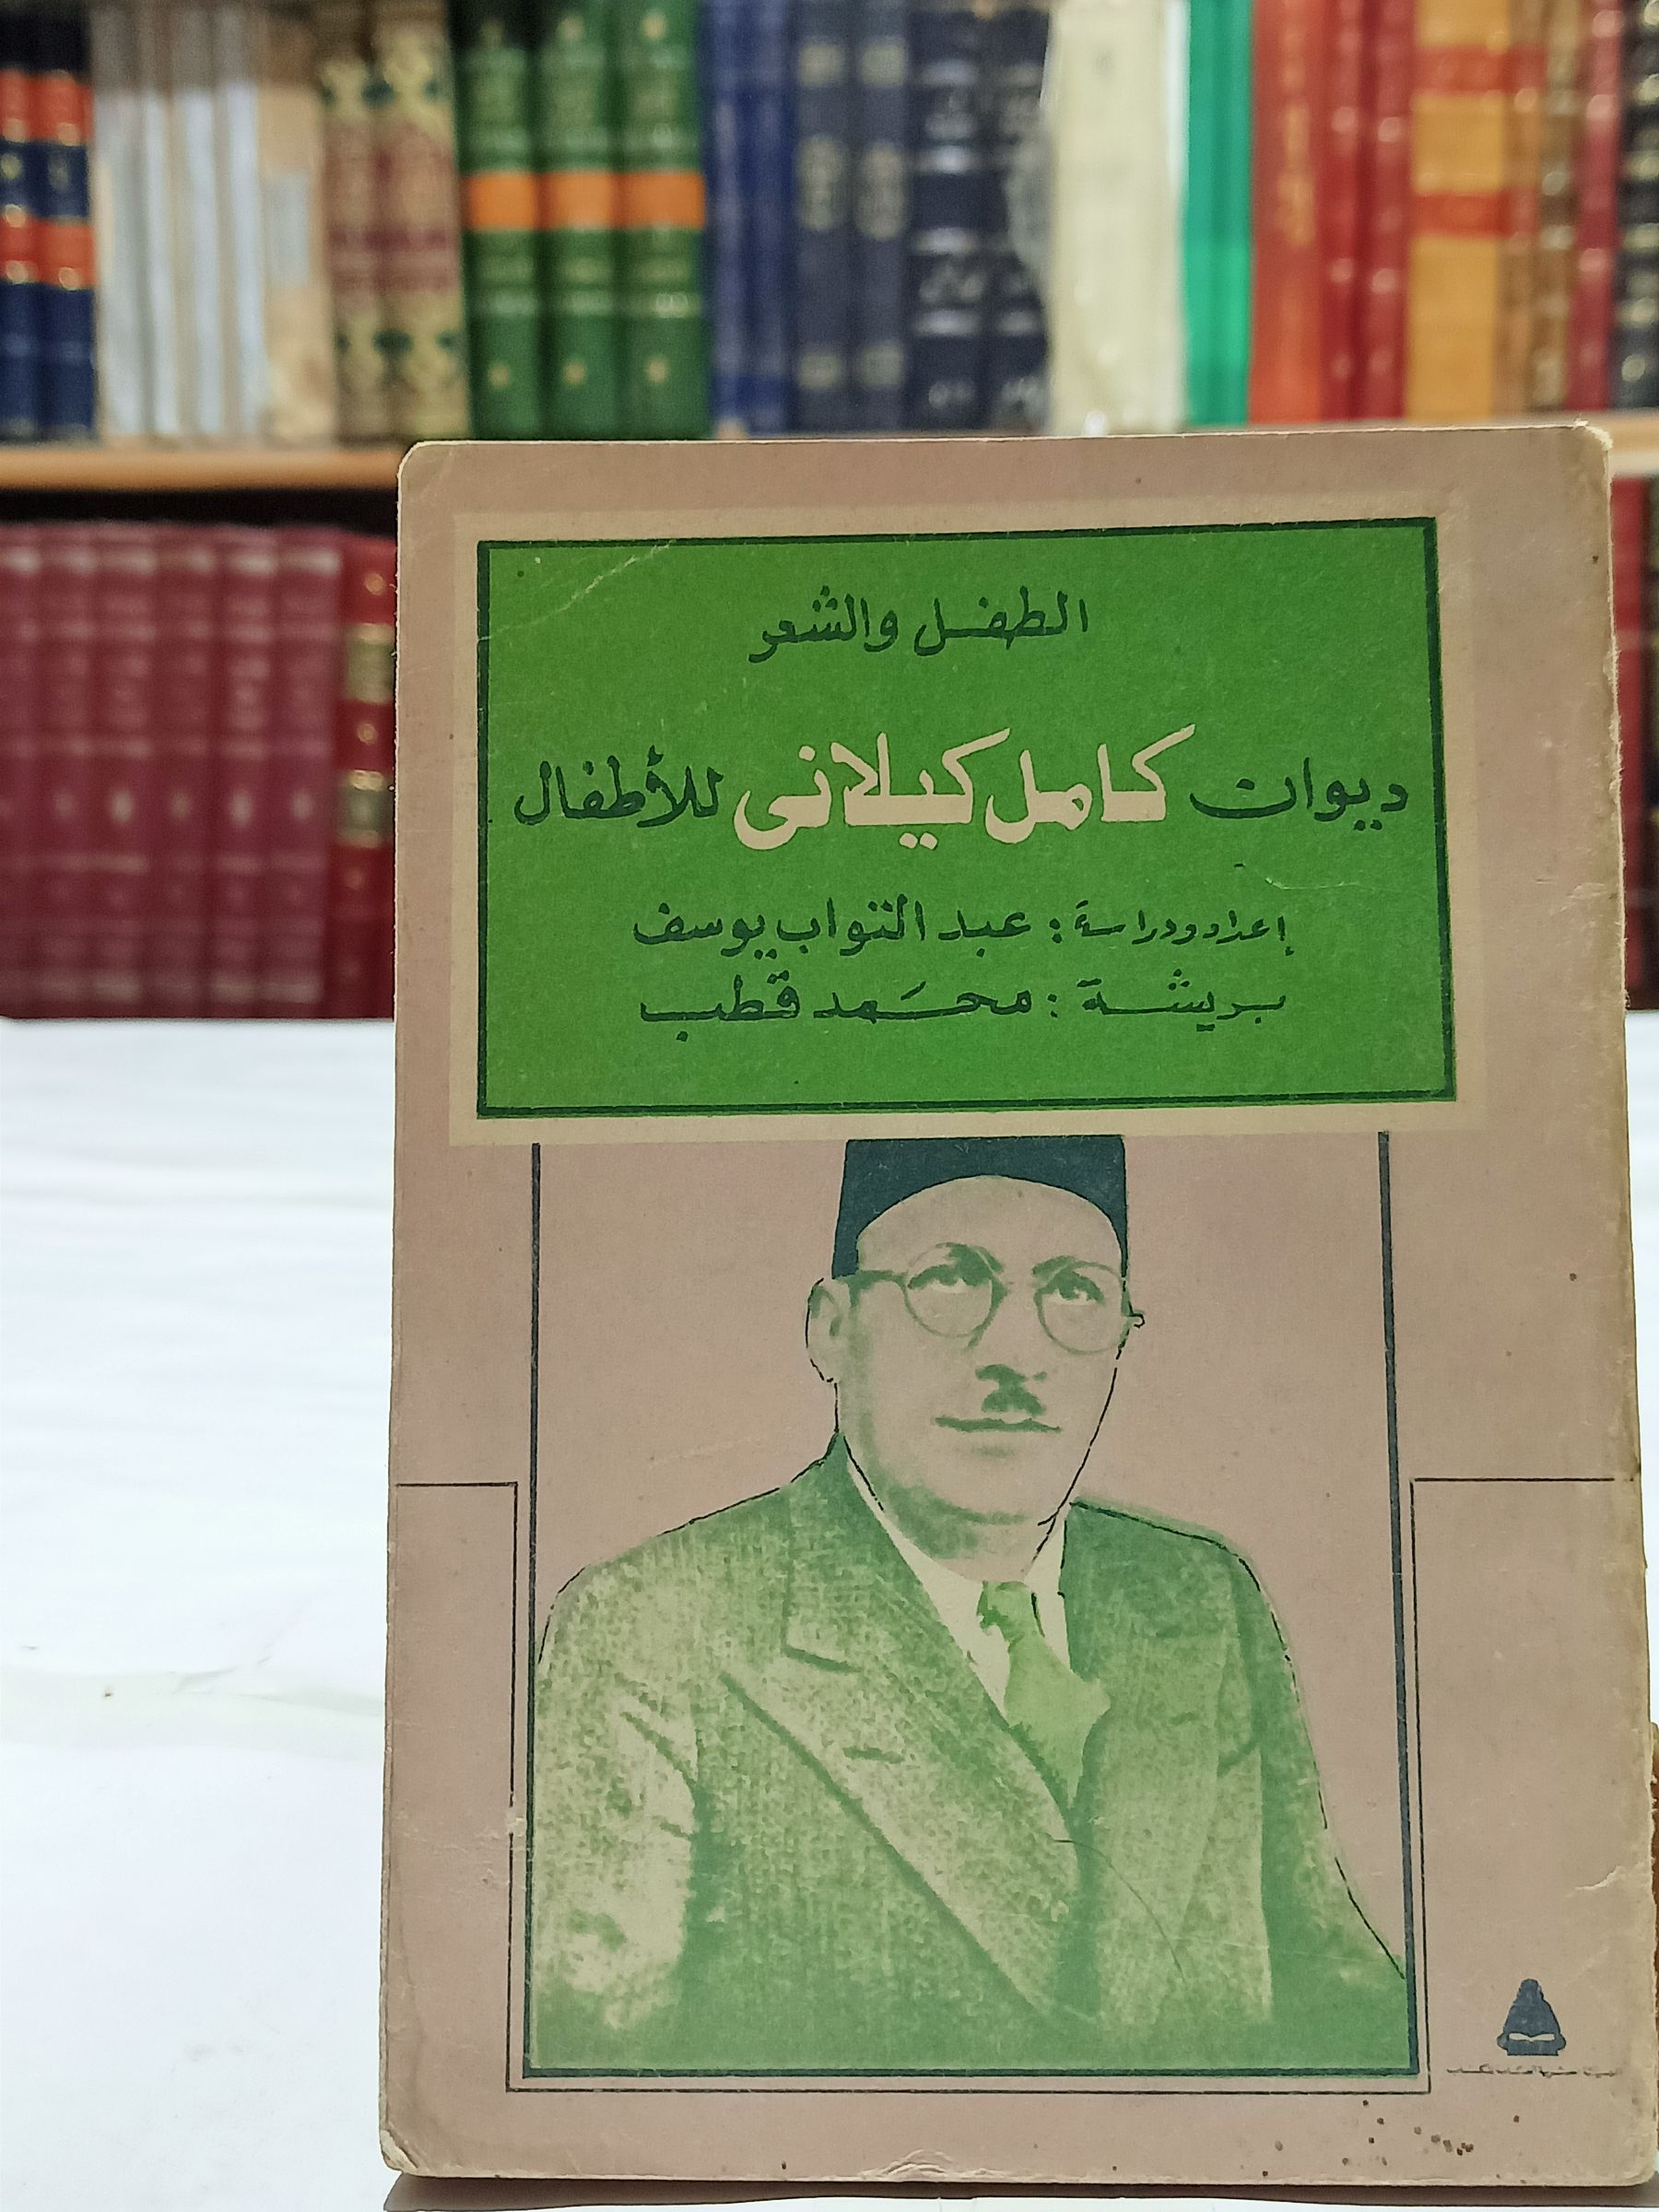 الطفل والشعر
ديوان كامل كيلانى للأطفال
إعداد ودراسة : عبد التواب يوسف
بريشة : محمد قطب